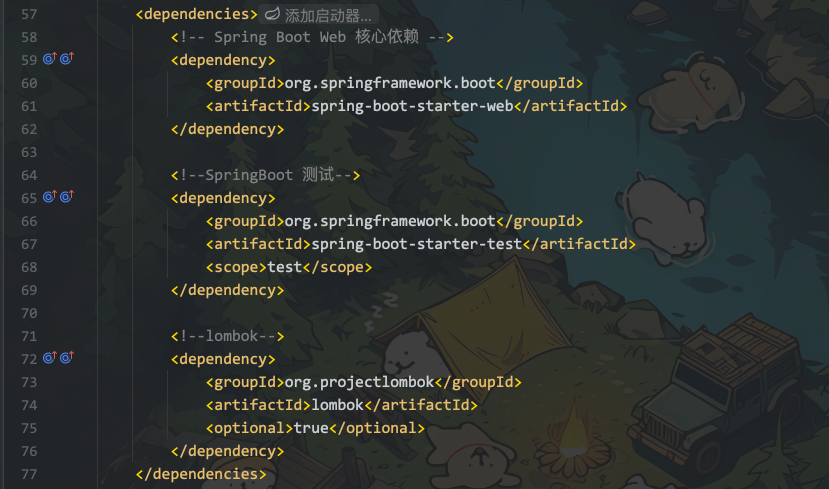 57 <dependencies> 添加启动器...
58 <!-- Spring Boot Web 核心依赖 -->
59 <dependency>
60 <groupId>org.springframework.boot</groupId>
61 <artifactId>spring-boot-starter-web</artifactId>
62 </dependency>
63
64 <!--SpringBoot 测试-->
65 <dependency>
66 <groupId>org.springframework.boot</groupId>
67 <artifactId>spring-boot-starter-test</artifactId>
68 <scope>test</scope>
69 </dependency>
70
71 <!--lombok-->
72 <dependency>
73 <groupId>org.projectlombok</groupId>
74 <artifactId>lombok</artifactId>
75 <optional>true</optional>
76 </dependency>
77 </dependencies>